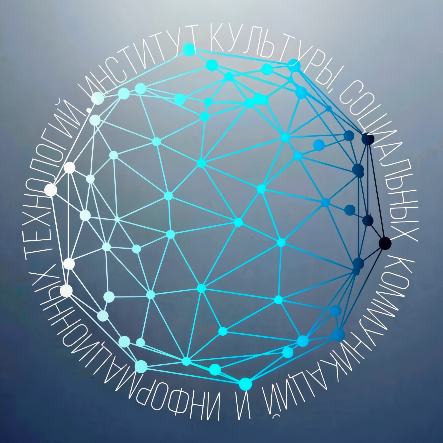 ИНСТИТУТ КУЛЬТУРЫ, СОЦИАЛЬНЫХ КОММУНИКАЦИЙ И ИНФОРМАЦИОННЫХ ТЕХНОЛОГИЙ